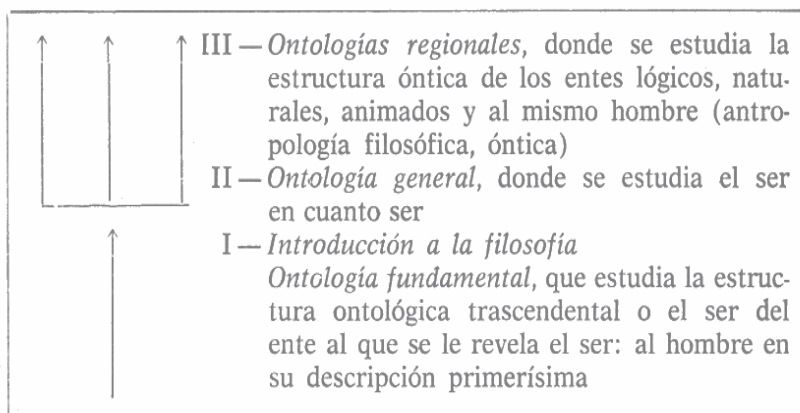 III — Ontologías regionales, donde se estudia la
estructura óntica de los entes lógicos, natu-
rales, animados y al mismo hombre (antro-
pología filosófica, óntica)
II — Ontología general, donde se estudia el ser
en cuanto ser
I — Introducción a la filosofía
Ontología fundamental, que estudia la estruc-
tura ontológica trascendental o el ser del
ente al que se le revela el ser: al hombre en
su descripción primerísima